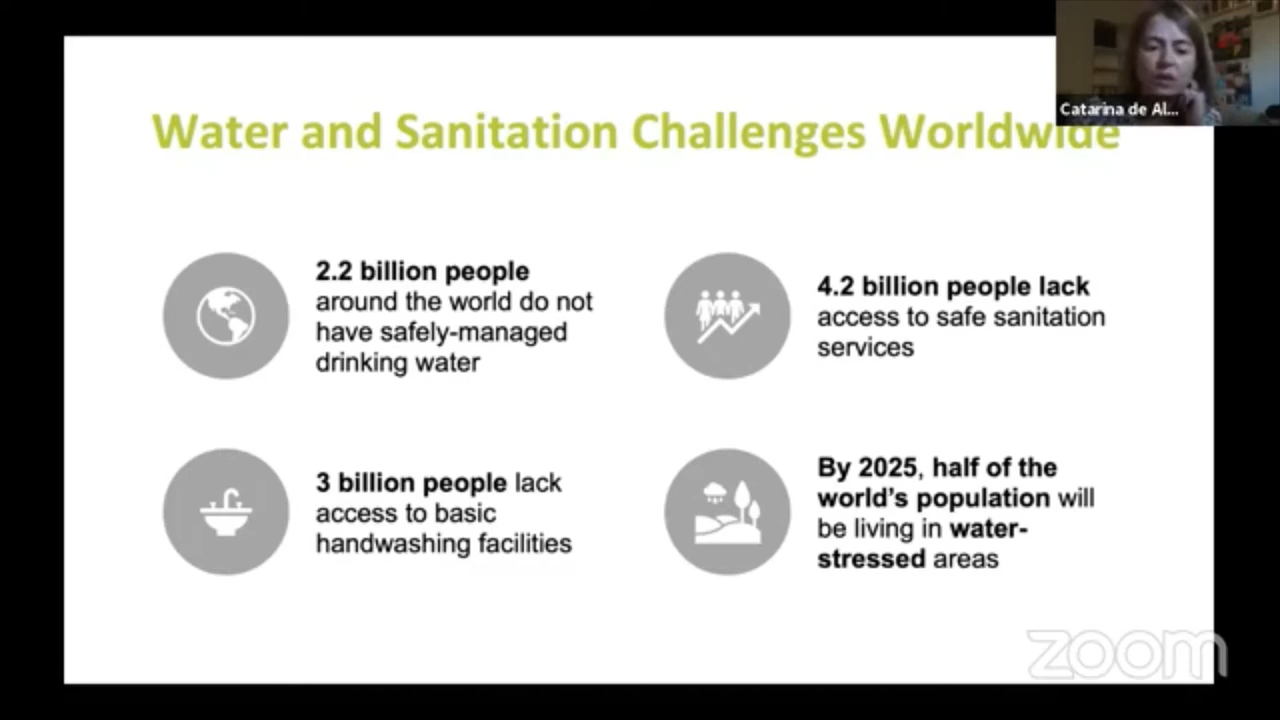 Catarina de Al...
Water and Sanitation Challenges Worldwide
2.2 billion people
around the world do not
have safely-managed
drinking water
4.2 billion people lack
access to safe sanitation
services
3 billion people lack
access to basic
handwashing facilities
By 2025, half of the
world's population will
be living in water-
stressed areas
zoom